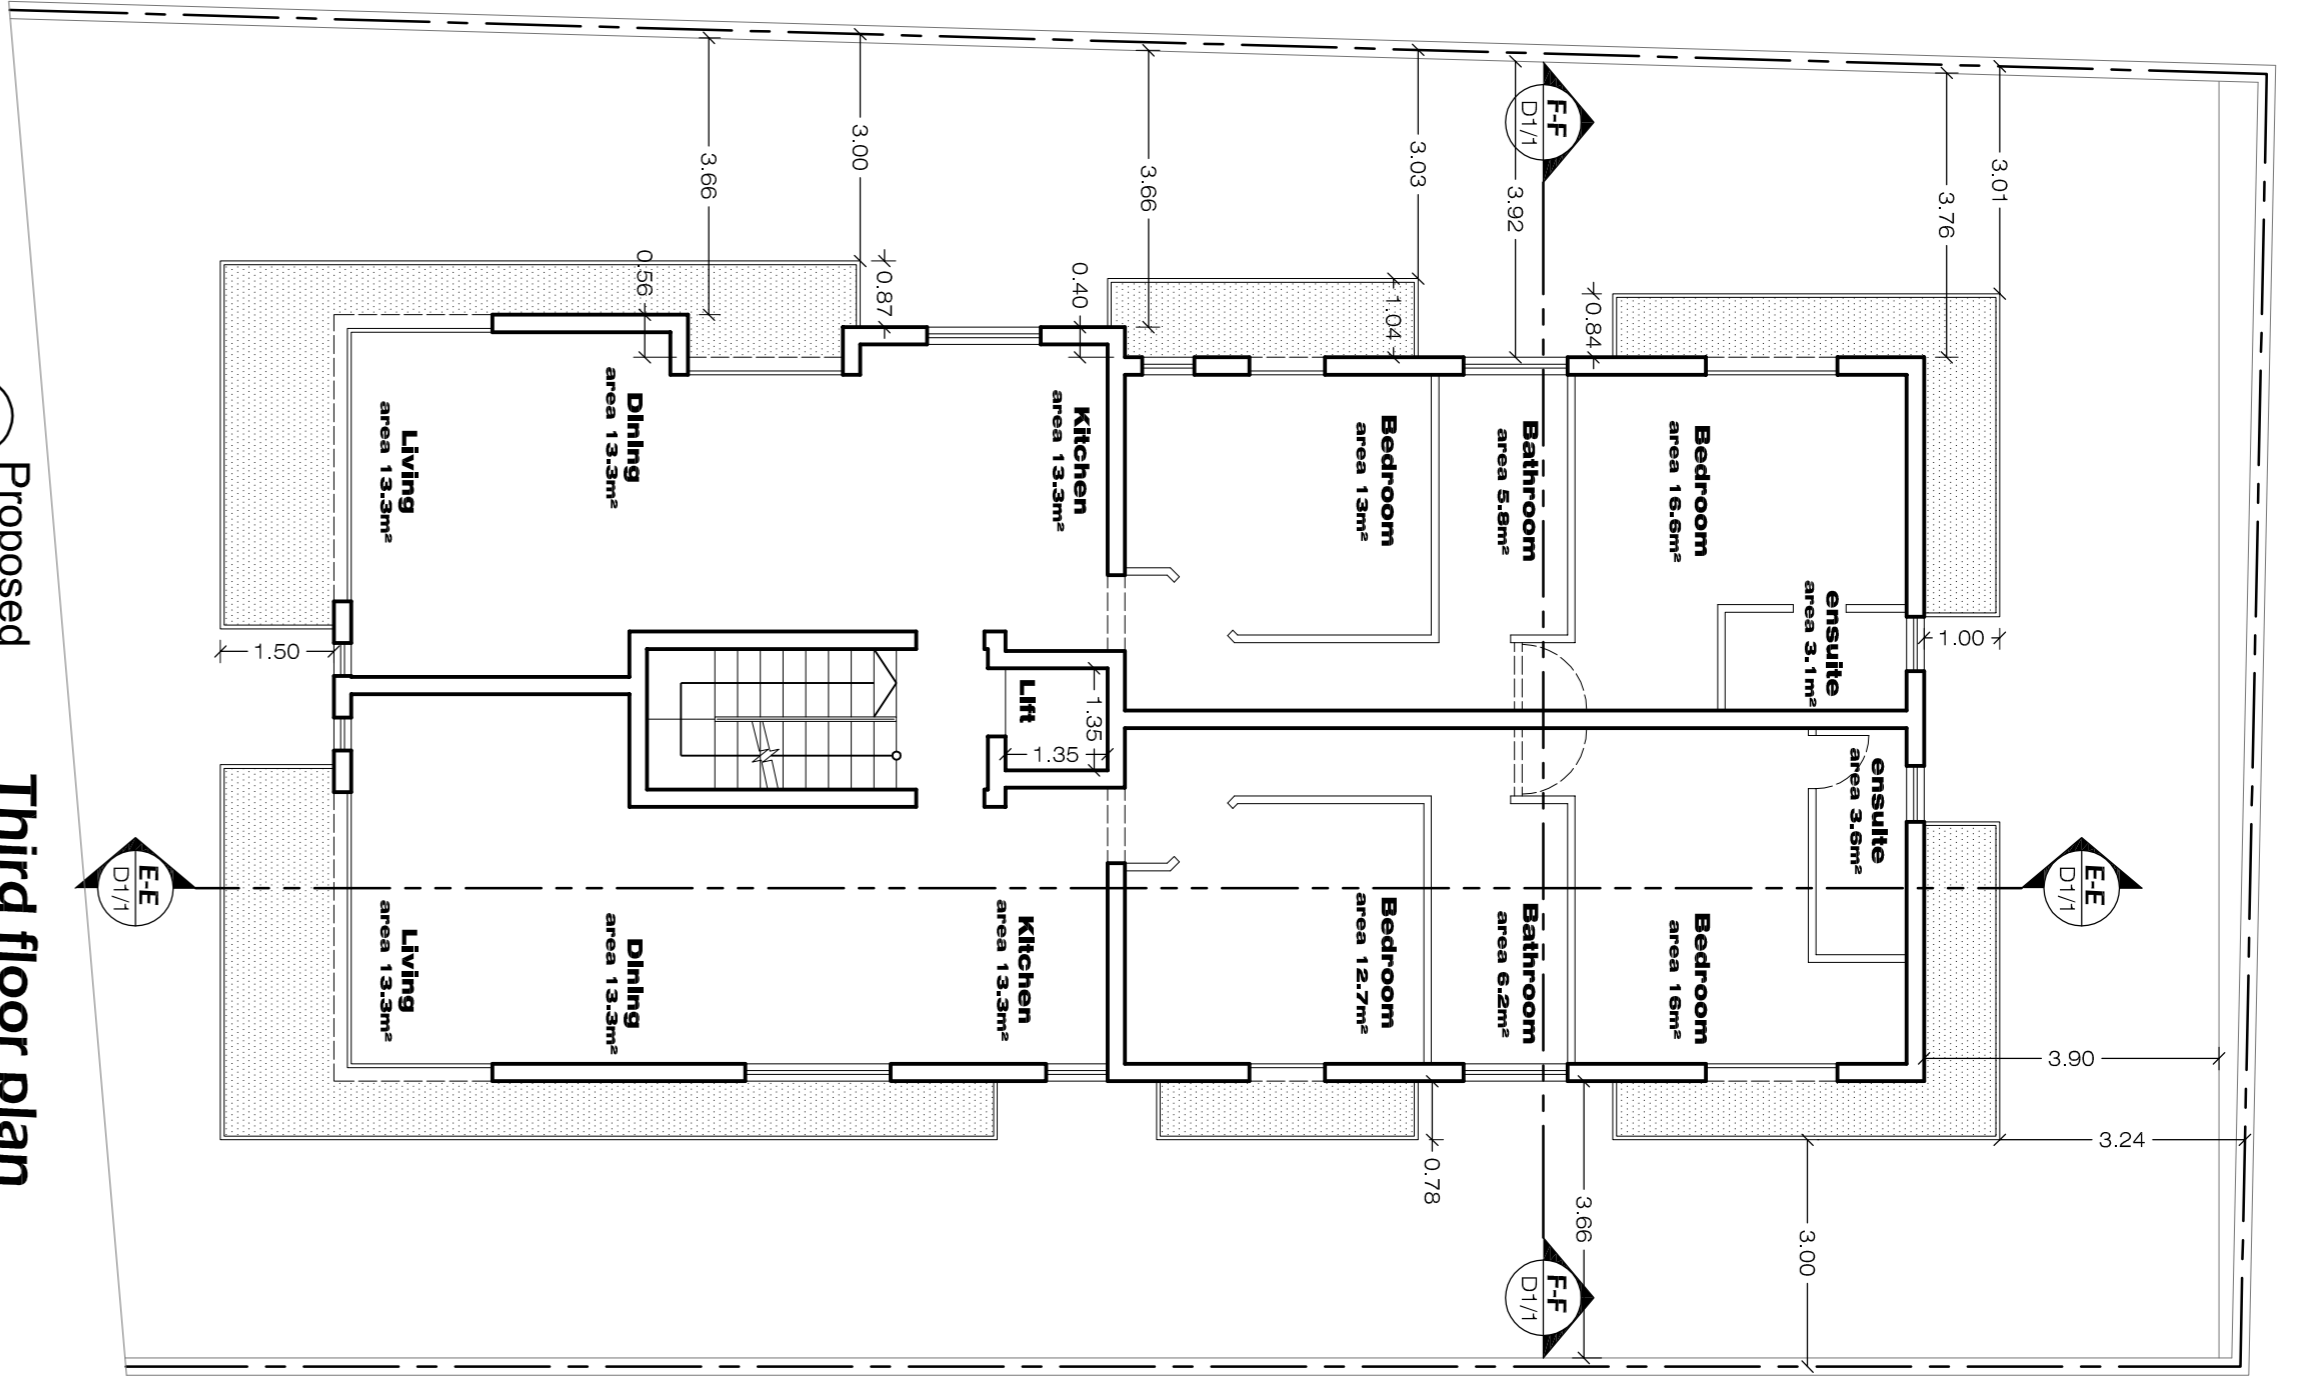 3.66
3.00
3.66
3.03
F-F
D1/1
3.92
3.76
3.01
0.56
0.87
0.40
1.04
0.84
Living
area 13.3m²
Dining
area 13.3m²
Kitchen
area 13.3m²
Bedroom
area 13m²
Bathroom
area 5.8m²
Bedroom
area 16.6m²
ensuite
area 3.1m²
1.50
1.00
Lift
1.35
1.35
ensuite
area 3.6m²
E-E
D1/1
E-E
D1/1
Living
area 13.3m²
Dining
area 13.3m²
Kitchen
area 13.3m²
Bedroom
area 12.7m²
Bathroom
area 6.2m²
Bedroom
area 16m²
3.90
3.24
0.78
3.66
3.00
F-F
D1/1
Proposed
Third floor plan